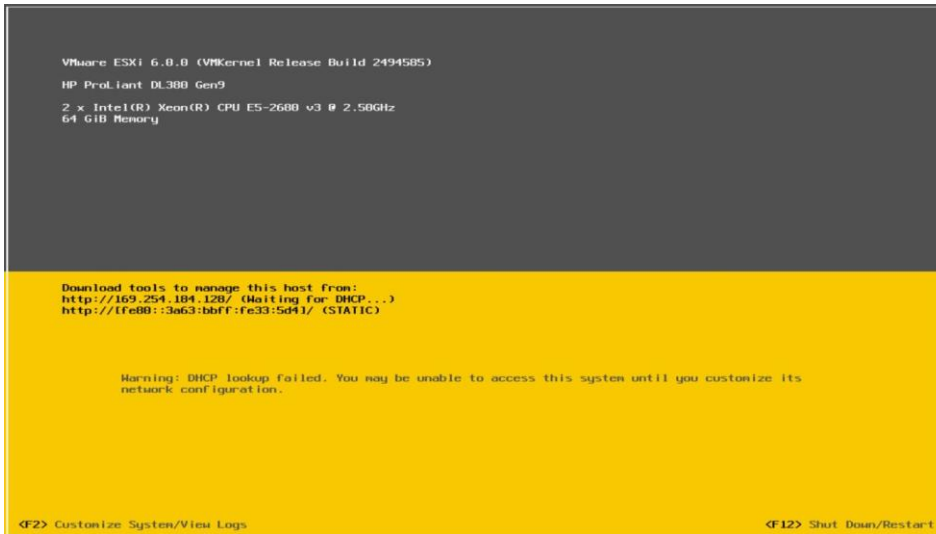 VMware ESXi 6.0.0 (VMKernel Release Build 2494585)
HP ProLiant DL380 Gen9
2 x Intel(R) Xeon(R) CPU E5-2680 v3 @ 2.50GHz
64 GiB Memory
Download tools to manage this host from:
http://169.254.184.128/ (Waiting for DHCP...)
http://[fe80::3a63:bbff:fe33:5d4]/ (STATIC)
Warning: DHCP lookup failed. You may be unable to access this system until you customize its
network configuration.
<F2> Customize System/View Logs
<F12> Shut Down/Restart